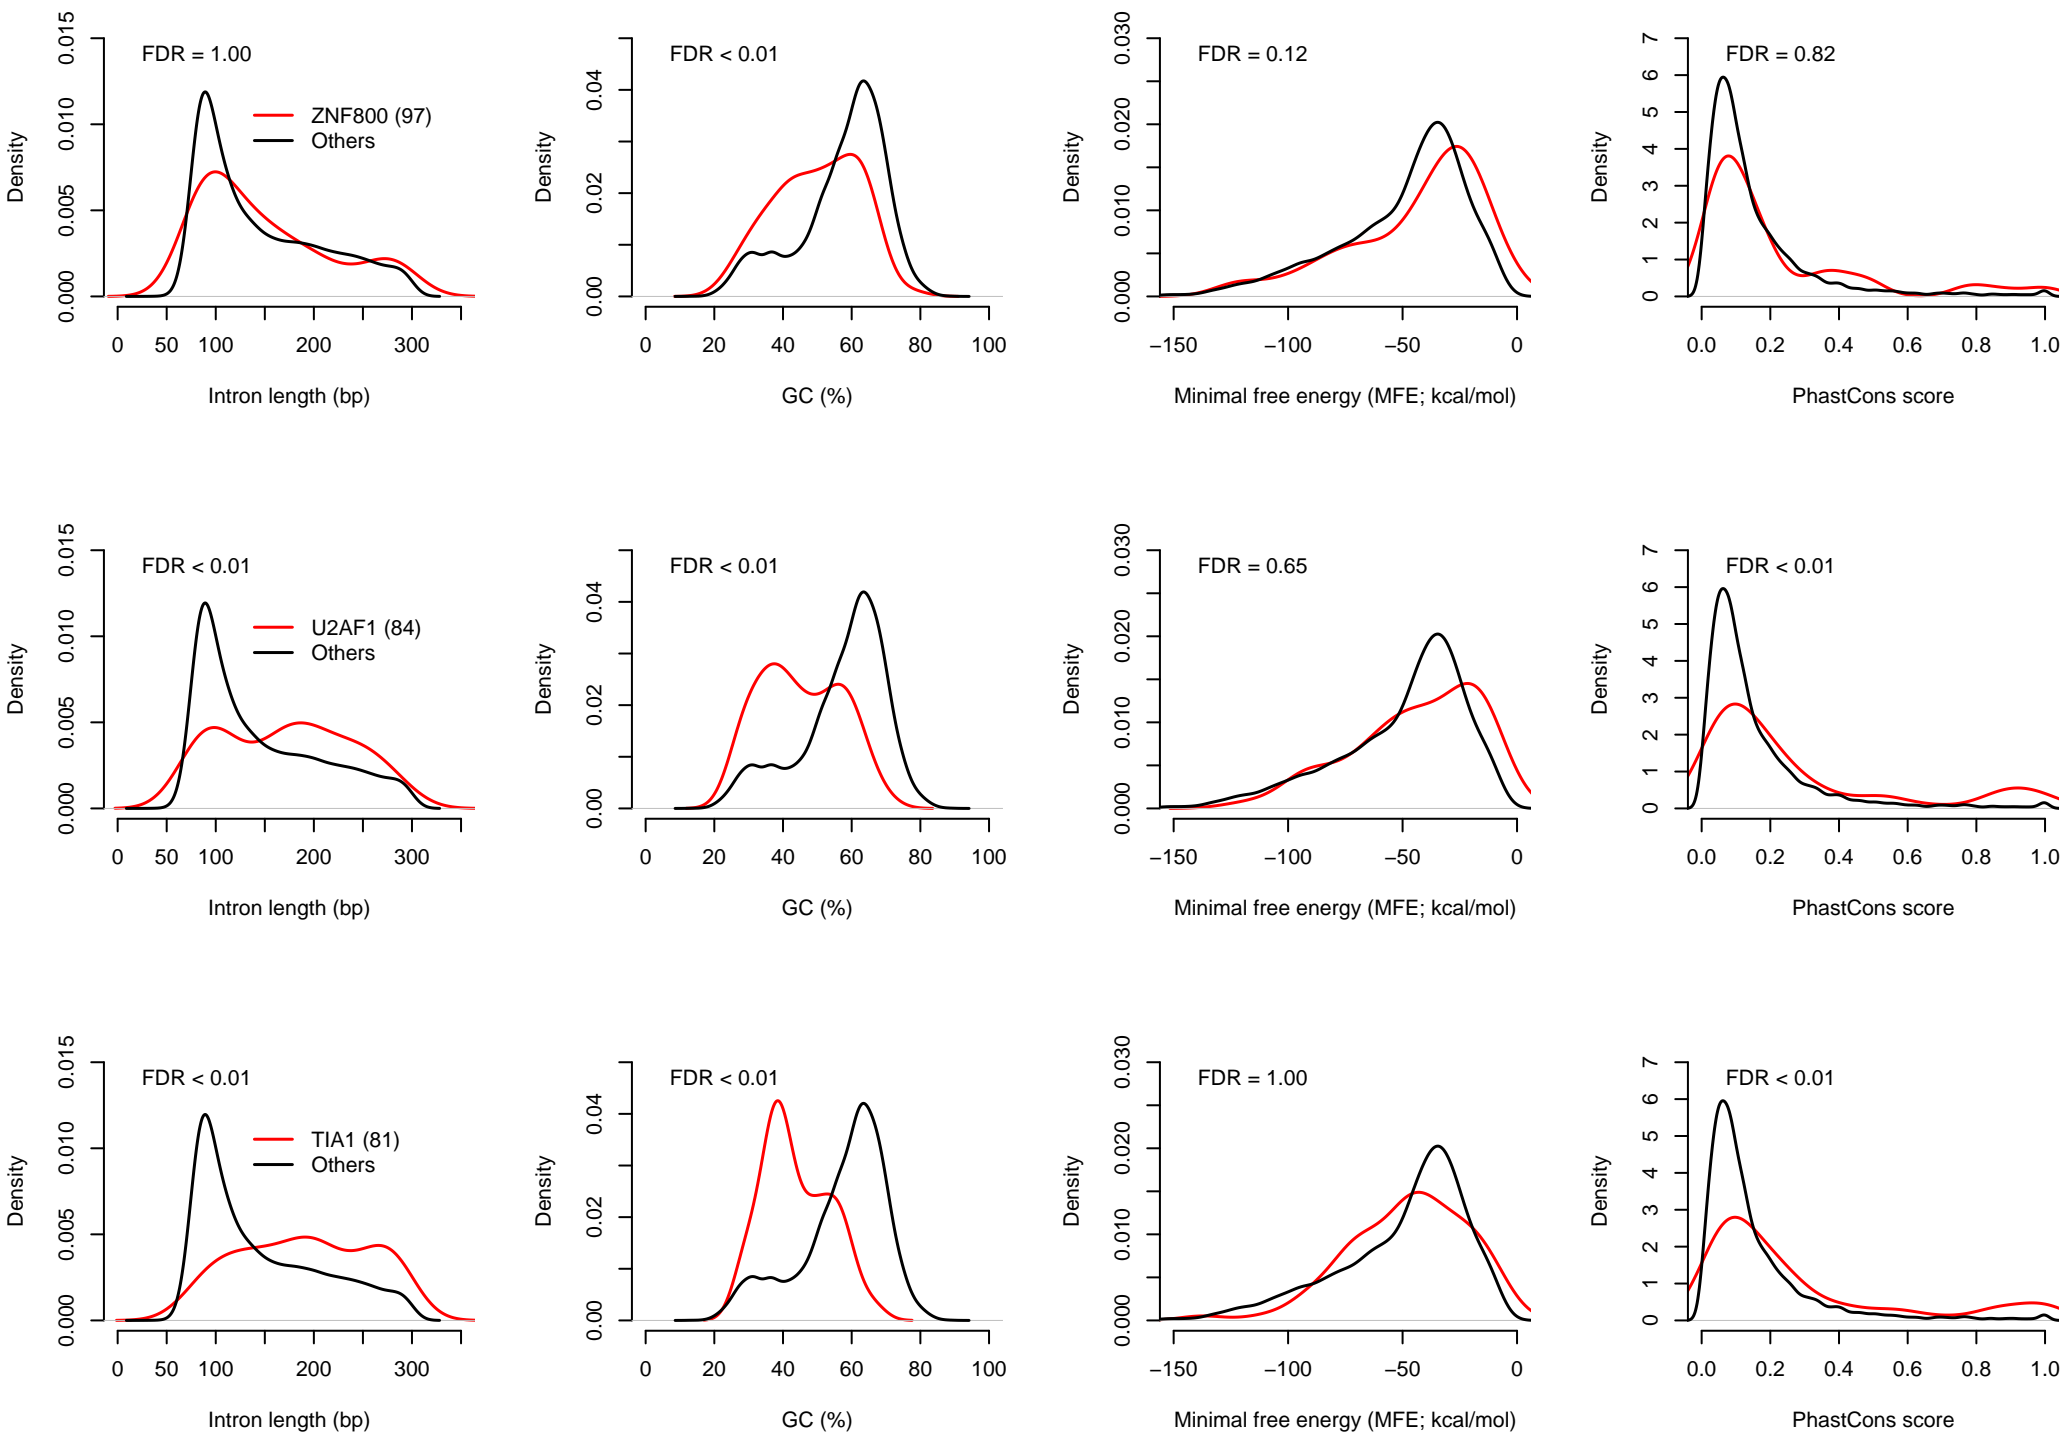 FDR = 1.00
ZNF800 (97)
Others
Density
0.000 0.005 0.010 0.015
0 50 100 200 300
Intron length (bp)
FDR < 0.01
Density
0.00 0.02 0.04
0 20 40 60 80 100
GC (%)
FDR = 0.12
Density
0.000 0.010 0.020 0.030
−150 −100 −50 0
Minimal free energy (MFE; kcal/mol)
FDR = 0.82
Density
0 1 2 3 4 5 6 7
0.0 0.2 0.4 0.6 0.8 1.0
PhastCons score
FDR < 0.01
U2AF1 (84)
Others
Density
0.000 0.005 0.010 0.015
0 50 100 200 300
Intron length (bp)
FDR < 0.01
Density
0.00 0.02 0.04
0 20 40 60 80 100
GC (%)
FDR = 0.65
Density
0.000 0.010 0.020 0.030
−150 −100 −50 0
Minimal free energy (MFE; kcal/mol)
FDR < 0.01
Density
0 1 2 3 4 5 6 7
0.0 0.2 0.4 0.6 0.8 1.0
PhastCons score
FDR < 0.01
TIA1 (81)
Others
Density
0.000 0.005 0.010 0.015
0 50 100 200 300
Intron length (bp)
FDR < 0.01
Density
0.00 0.02 0.04
0 20 40 60 80 100
GC (%)
FDR = 1.00
Density
0.000 0.010 0.020 0.030
−150 −100 −50 0
Minimal free energy (MFE; kcal/mol)
FDR < 0.01
Density
0 1 2 3 4 5 6 7
0.0 0.2 0.4 0.6 0.8 1.0
PhastCons score